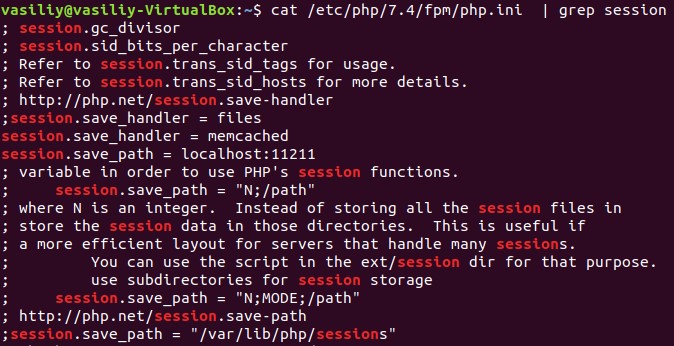 vasiliy@vasiliy-VirtualBox:~$ cat /etc/php/7.4/fpm/php.ini  | grep session
; session.gc_divisor
; session.sid_bits_per_character
; Refer to session.trans_sid_tags for usage.
; Refer to session.trans_sid_hosts for more details.
; http://php.net/session.save-handler
;session.save_handler = files
session.save_handler = memcached
session.save_path = localhost:11211
; variable in order to use PHP's session functions.
;     session.save_path = "N;/path"
; where N is an integer.  Instead of storing all the session files in
; store the session data in those directories.  This is useful if
; a more efficient layout for servers that handle many sessions.
;         You can use the script in the ext/session dir for that purpose.
;         use subdirectories for session storage
;     session.save_path = "N;MODE;/path"
; http://php.net/session.save-path
;session.save_path = "/var/lib/php/sessions"